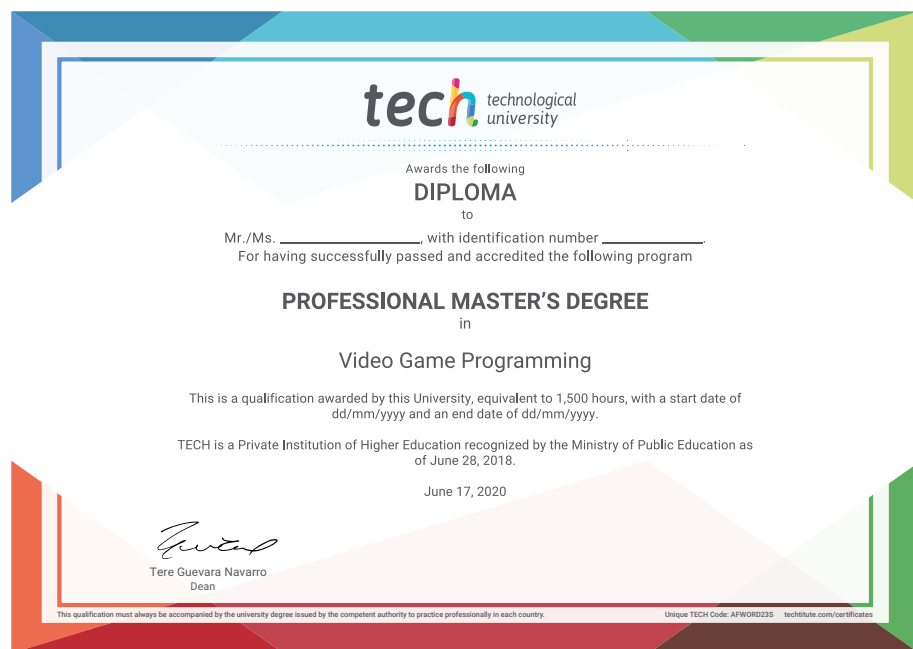 tech technological
university
Awards the following
DIPLOMA
to
Mr./Ms. ____________________, with identification number ______________.
For having successfully passed and accredited the following program
PROFESSIONAL MASTER'S DEGREE
in
Video Game Programming
This is a qualification awarded by this University, equivalent to 1,500 hours, with a start date of
dd/mm/yyyy and an end date of dd/mm/yyyy.
TECH is a Private Institution of Higher Education recognized by the Ministry of Public Education as
of June 28, 2018.
June 17, 2020
Tere Guevara Navarro
Dean
This qualification must always be accompanied by the university degree issued by the competent authority to practice professionally in each country. Unique TECH Code: AFWORD23S techtitute.com/certificates